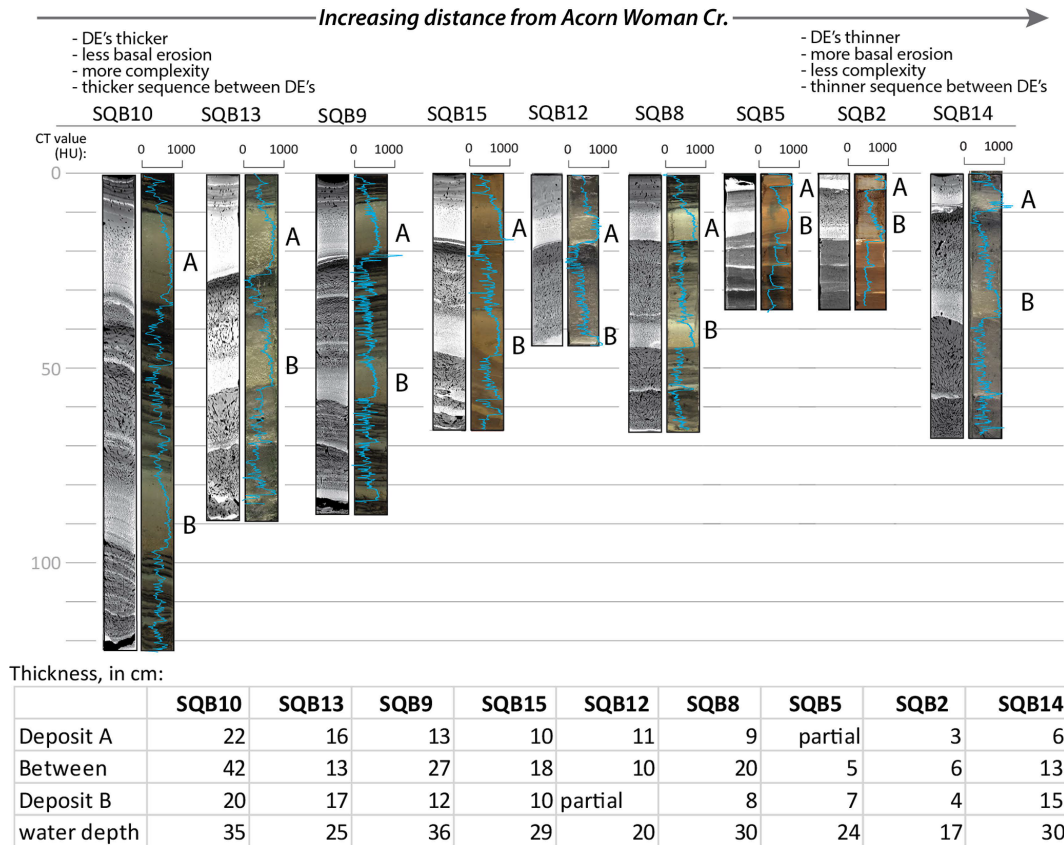 Increasing distance from Acorn Woman Cr.
- DE's thicker
- less basal erosion
- more complexity
- thicker sequence between DE's
- DE's thinner
- more basal erosion
- less complexity
- thinner sequence between DE's
SQB10 SQB13 SQB9 SQB15 SQB12 SQB8 SQB5 SQB2 SQB14
CT value
(HU):
0 1000 0 1000 0 1000 0 1000 0 1000 0 1000 0 1000 0 1000 0 1000
0
50
100
A
B
A
B
A
B
A
B
A
B
A
B
A
B
A
B
A
B
Thickness, in cm:
SQB10 SQB13 SQB9 SQB15 SQB12 SQB8 SQB5 SQB2 SQB14
Deposit A 22 16 13 10 11 9 partial 3 6
Between 42 13 27 18 10 20 5 6 13
Deposit B 20 17 12 10 partial 8 7 4 15
water depth 35 25 36 29 20 30 24 17 30